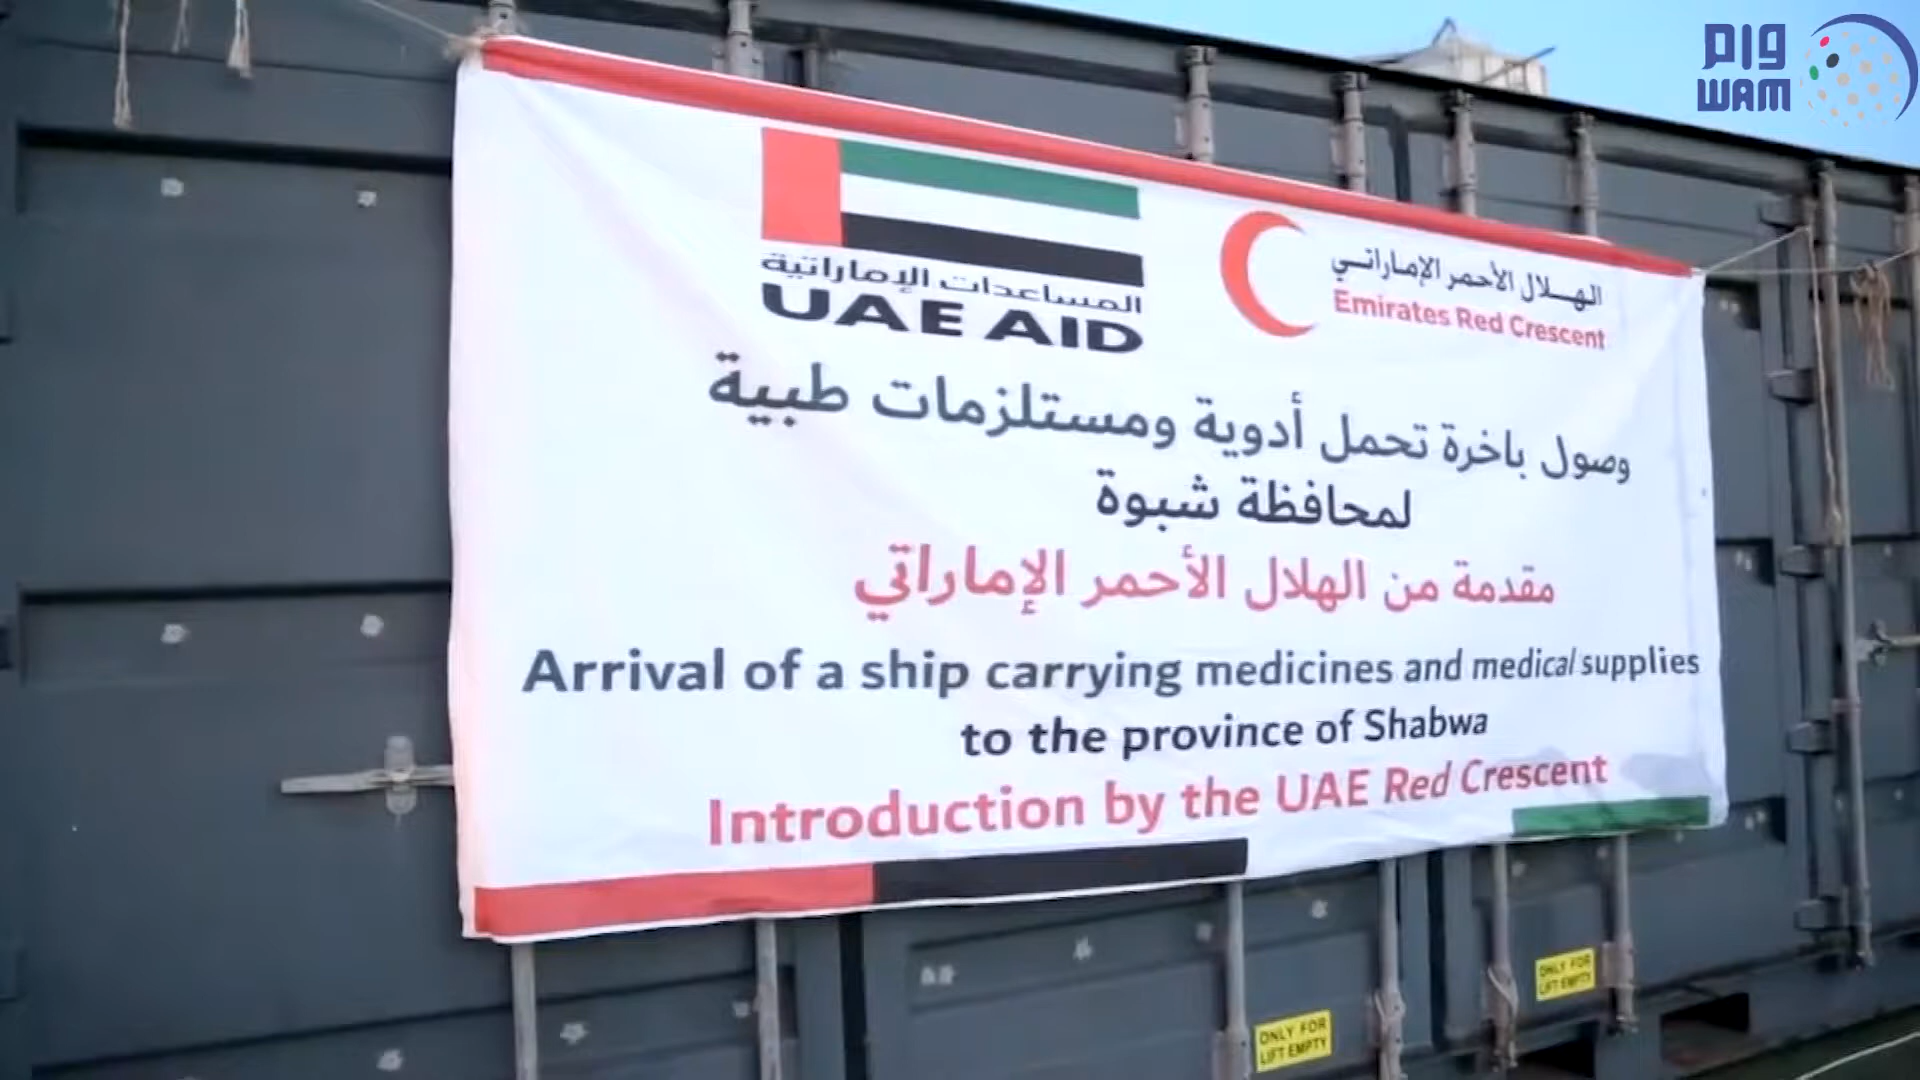 وام
WAM
المساعدات الإماراتية
UAE AID
الهلال الأحمر الإماراتي
Emirates Red Crescent
وصول باخرة تحمل أدوية ومستلزمات طبية
لمحافظة شبوة
مقدمة من الهلال الأحمر الإماراتي
Arrival of a ship carrying medicines and medical supplies
to the province of Shabwa
Introduction by the UAE Red Crescent
ONLY FOR
LIFT EMPTY
ONLY FOR
LIFT EMPTY